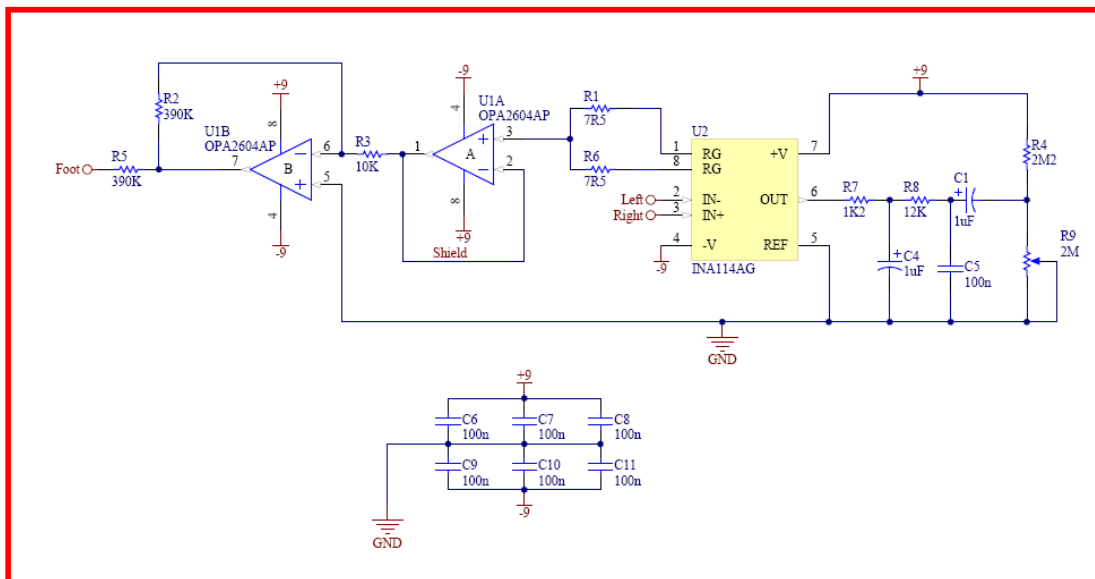 +9
-9
+9
R2
390K
U1A
OPA2604AP
R1
7R5
U1B
OPA2604AP
8
4
U2
R4
2M2
7
B
6
5
R3
10K
1
A
3
2
1
8
RG
RG
+V
7
R5
390K
Foot
R6
7R5
C1
1uF
Left
Right
2
3
IN-
IN+
OUT
6
R7
1K2
R8
12K
4
-9
8
+9
Shield
4
-9
-V
REF
5
INA114AG
C4
1uF
C5
100n
R9
2M
GND
+9
C6
100n
C7
100n
C8
100n
C9
100n
C10
100n
C11
100n
-9
GND